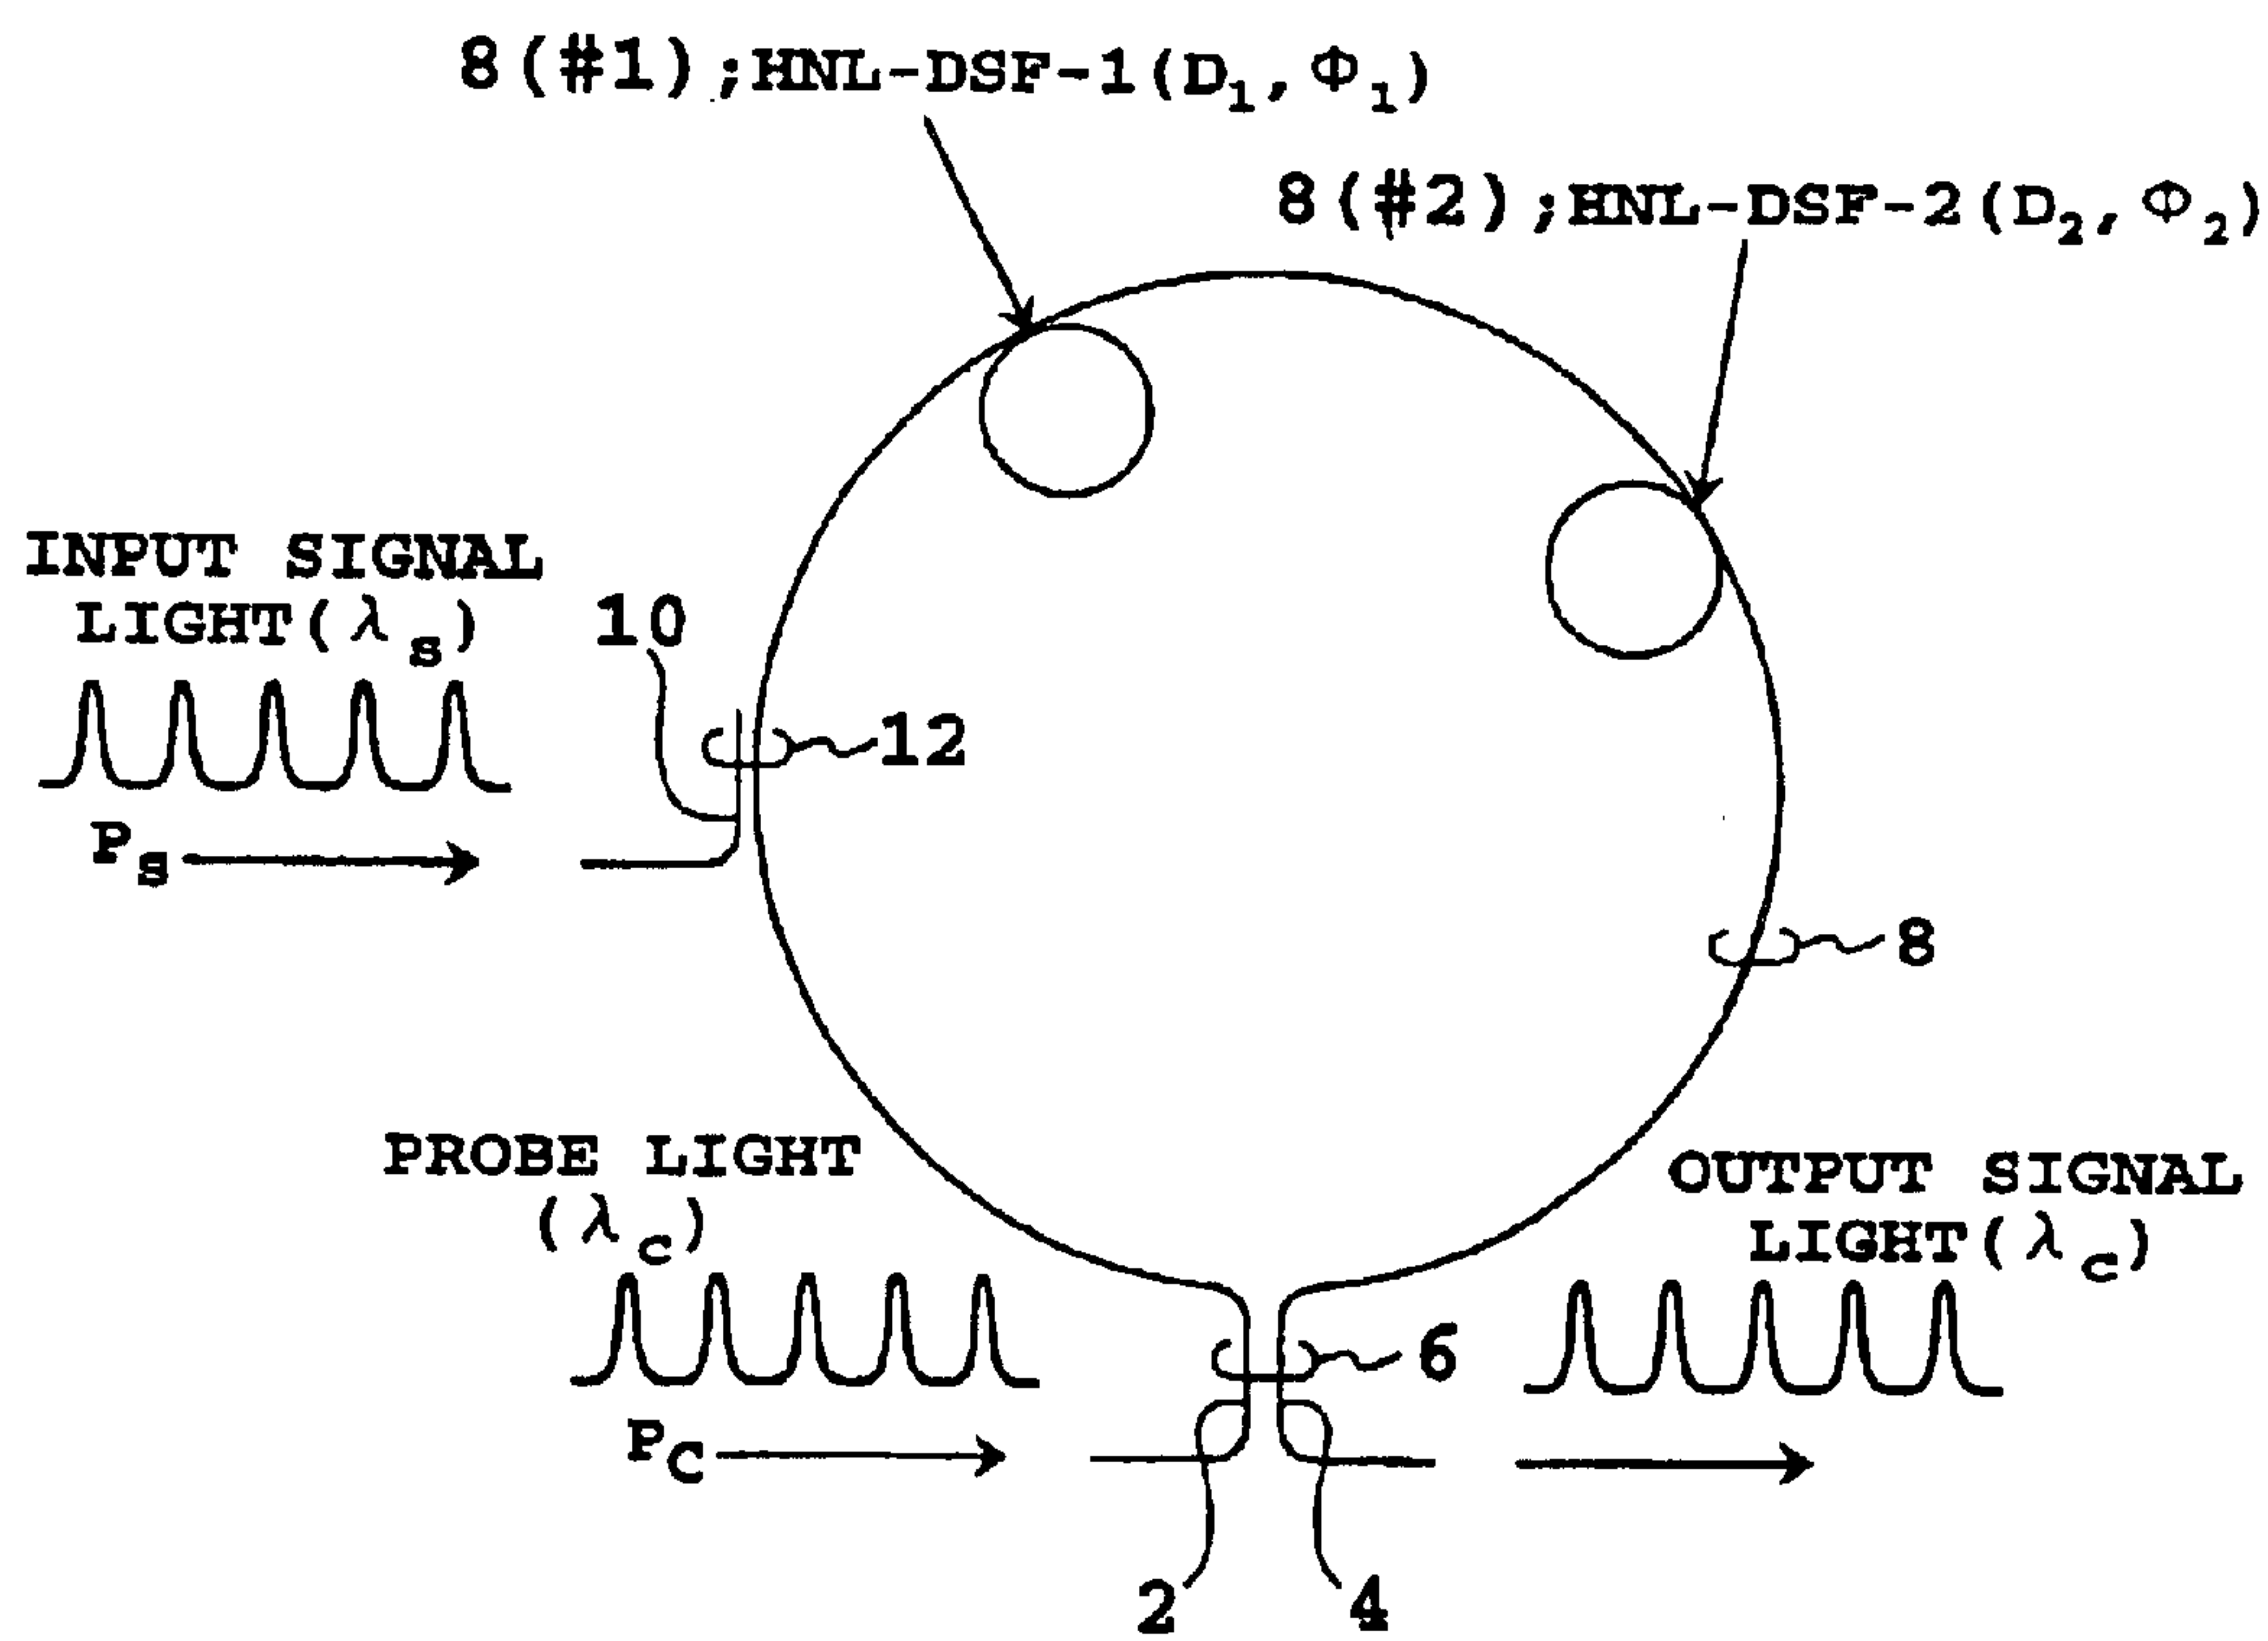 8(#1);HNL-DSF-1(D₁,Φ₁)
8(#2);HNL-DSF-2(D₂,Φ₂)
INPUT SIGNAL
LIGHT(λs)
10
12
Ps
8
PROBE LIGHT
(λc)
OUTPUT SIGNAL
LIGHT(λc)
6
Pc
2
4